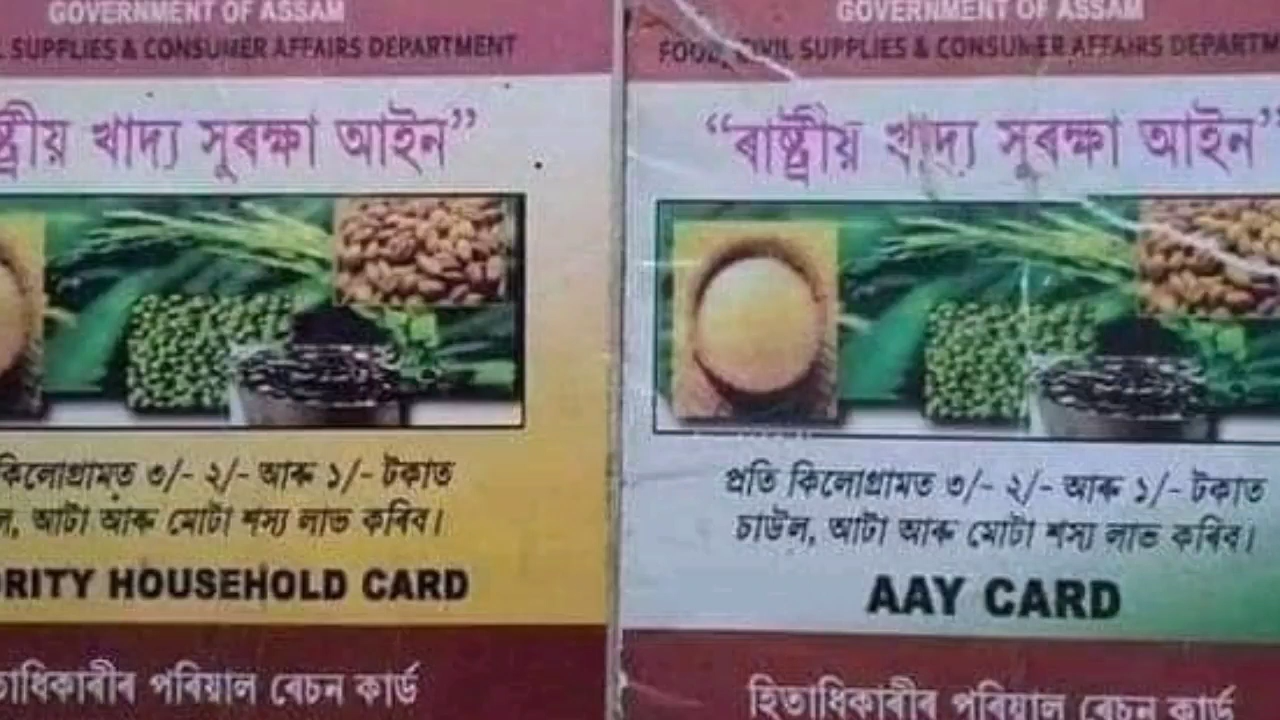 GOVERNMENT OF ASSAM
SUPPLIES & CONSUMER AFFAIRS DEPARTMENT
খাদ্য সুৰক্ষা আইন”
কিলোগ্ৰামত ৩/- ২/- আৰু ১/- টকাত
আটা আৰু মোটা শস্য লাভ কৰিব।
HOUSEHOLD CARD
পৰিয়াল ৰেচন কাৰ্ড
GOVERNMENT OF ASSAM
FOOD, CIVIL SUPPLIES & CONSUMER AFFAIRS
“ৰাষ্ট্ৰীয় খাদ্য সুৰক্ষা আইন”
প্ৰতি কিলোগ্ৰামত ৩/- ২/- আৰু ১/- টকাত
চাউল, আটা আৰু মোটা শস্য লাভ কৰিব।
AAY CARD
হিতাধিকাৰীৰ পৰিয়াল ৰেচন কাৰ্ড